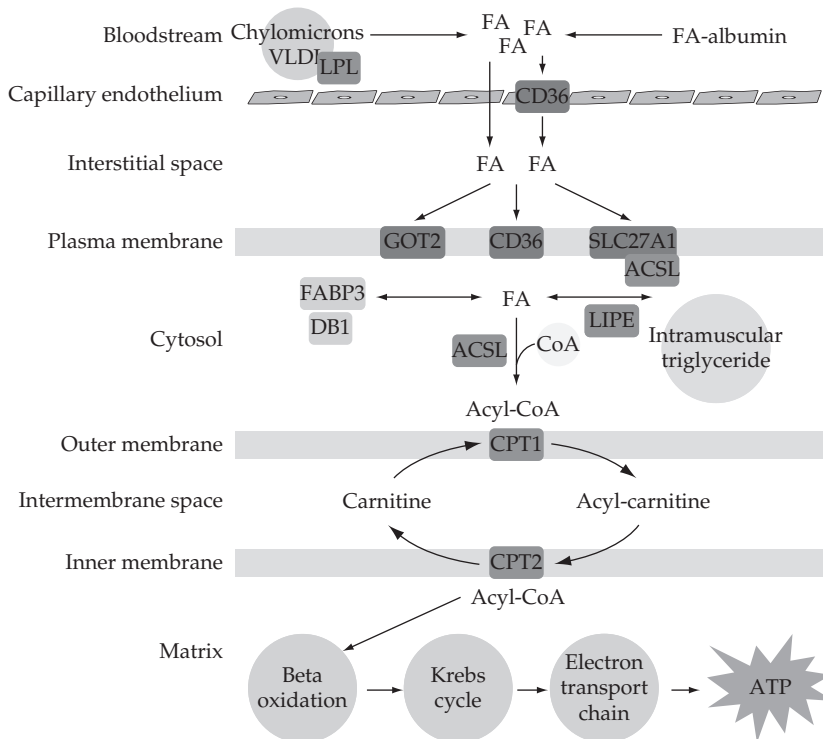 Bloodstream
Chylomicrons
VLDL
LPL
FA
FA
FA
FA-albumin
Capillary endothelium
CD36
Interstitial space
FA
FA
Plasma membrane
GOT2
CD36
SLC27A1
ACSL
Cytosol
FABP3
DB1
FA
LIPE
Intramuscular
triglyceride
ACSL
CoA
Acyl-CoA
Outer membrane
CPT1
Intermembrane space
Carnitine
Acyl-carnitine
Inner membrane
CPT2
Acyl-CoA
Matrix
Beta
oxidation
Krebs
cycle
Electron
transport
chain
ATP